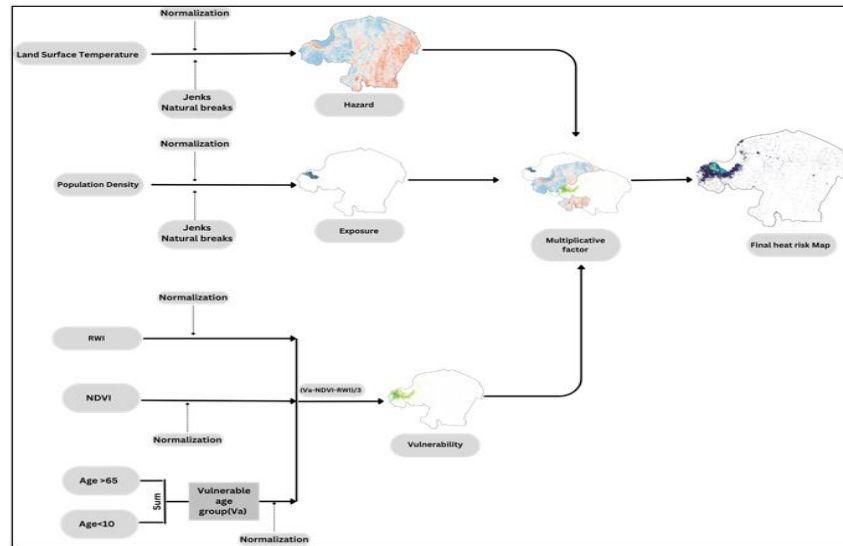 Normalization
Land Surface Temperature
Jenks
Natural breaks
Hazard
Normalization
Population Density
Jenks
Natural breaks
Exposure
Multiplicative
factor
Final heat risk Map
Normalization
RWI
NDVI
(Va-NDVI-RWI)/3
Normalization
Vulnerability
Age >65
Sum
Vulnerable
age
group(Va)
Age<10
Normalization